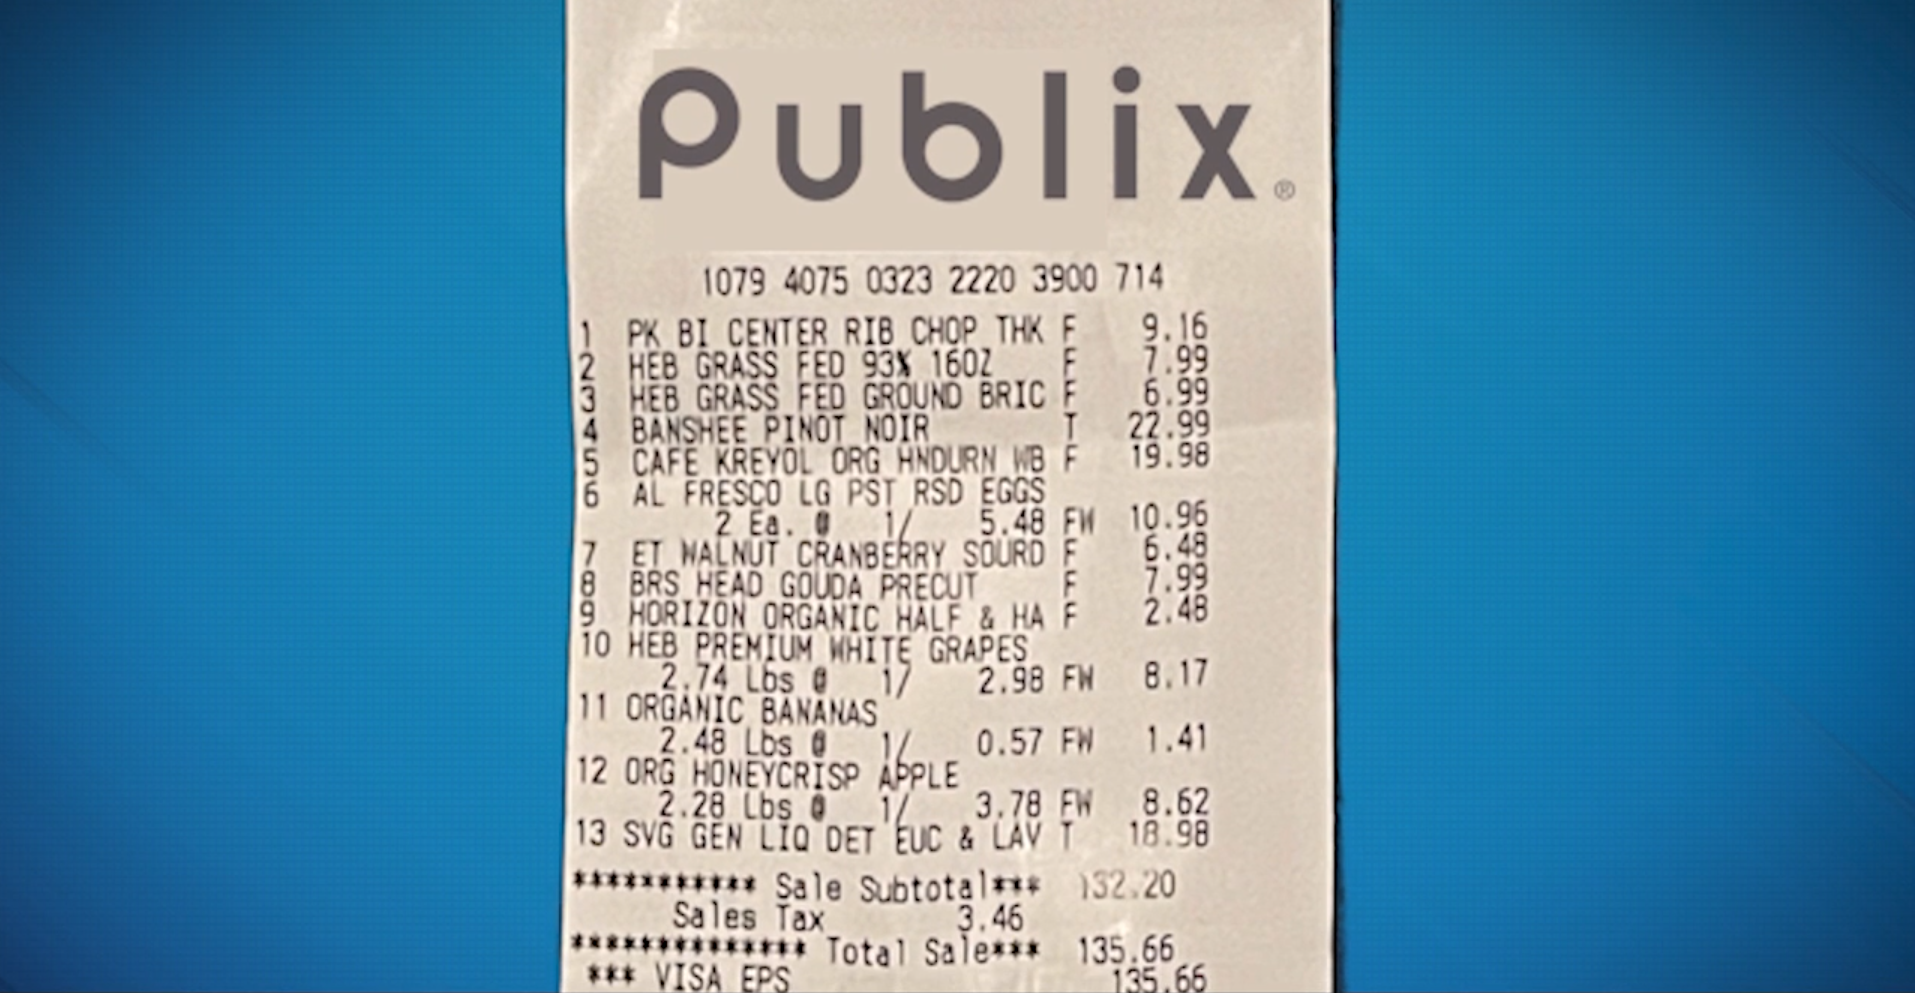 Publix®
1079 4075 0323 2220 3900 714
1 PK BI CENTER RIB CHOP THK F 9.16
2 HEB GRASS FED 93% 16OZ F 7.99
3 HEB GRASS FED GROUND BRIC F 6.99
4 BANSHEE PINOT NOIR T 22.99
5 CAFE KREYOL ORG HNDURN WB F 19.98
6 AL FRESCO LG PST RSD EGGS
2 Ea. @ 1/ 5.48 FW 10.96
7 ET WALNUT CRANBERRY SOURD F 6.48
8 BRS HEAD GOUDA PRECUT F 7.99
9 HORIZON ORGANIC HALF & HA F 2.48
10 HEB PREMIUM WHITE GRAPES
2.74 Lbs @ 1/ 2.98 FW 8.17
11 ORGANIC BANANAS
2.48 Lbs @ 1/ 0.57 FW 1.41
12 ORG HONEYCRISP APPLE
2.28 Lbs @ 1/ 3.78 FW 8.62
13 SVG GEN LIQ DET EUC & LAV T 18.98
*********** Sale Subtotal*** 132.20
Sales Tax 3.46
************** Total Sale*** 135.66
*** VISA EPS 135.66